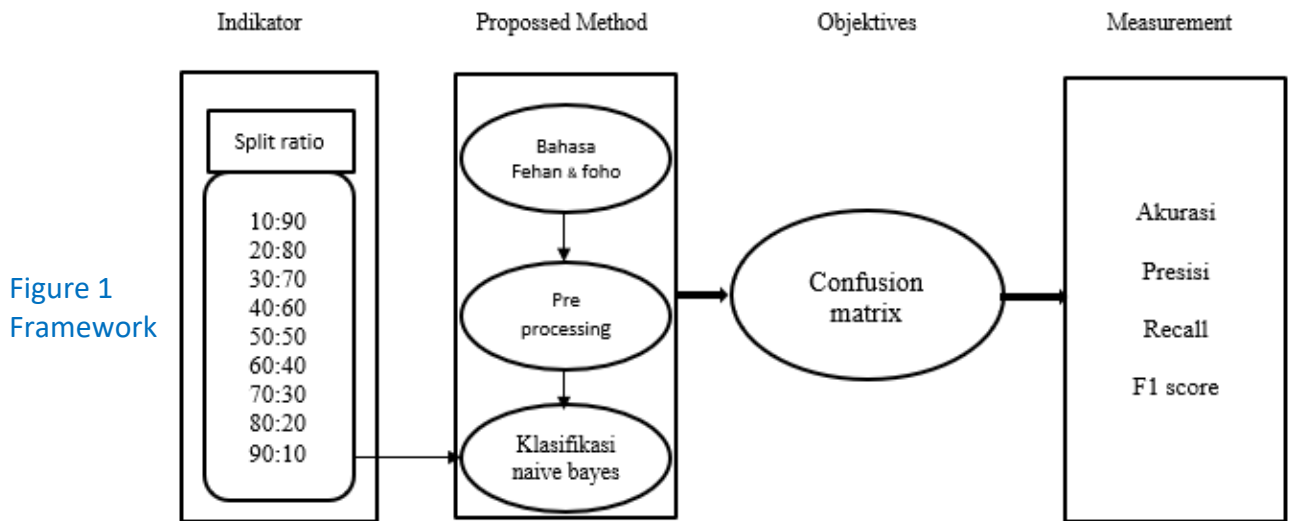 Indikator
Propossed Method
Objektives
Measurement
Figure 1
Framework
Split ratio
10:90
20:80
30:70
40:60
50:50
60:40
70:30
80:20
90:10
Bahasa
Fehan & foho
Pre
processing
Klasifikasi
naive bayes
Confusion
matrix
Akurasi
Presisi
Recall
F1 score